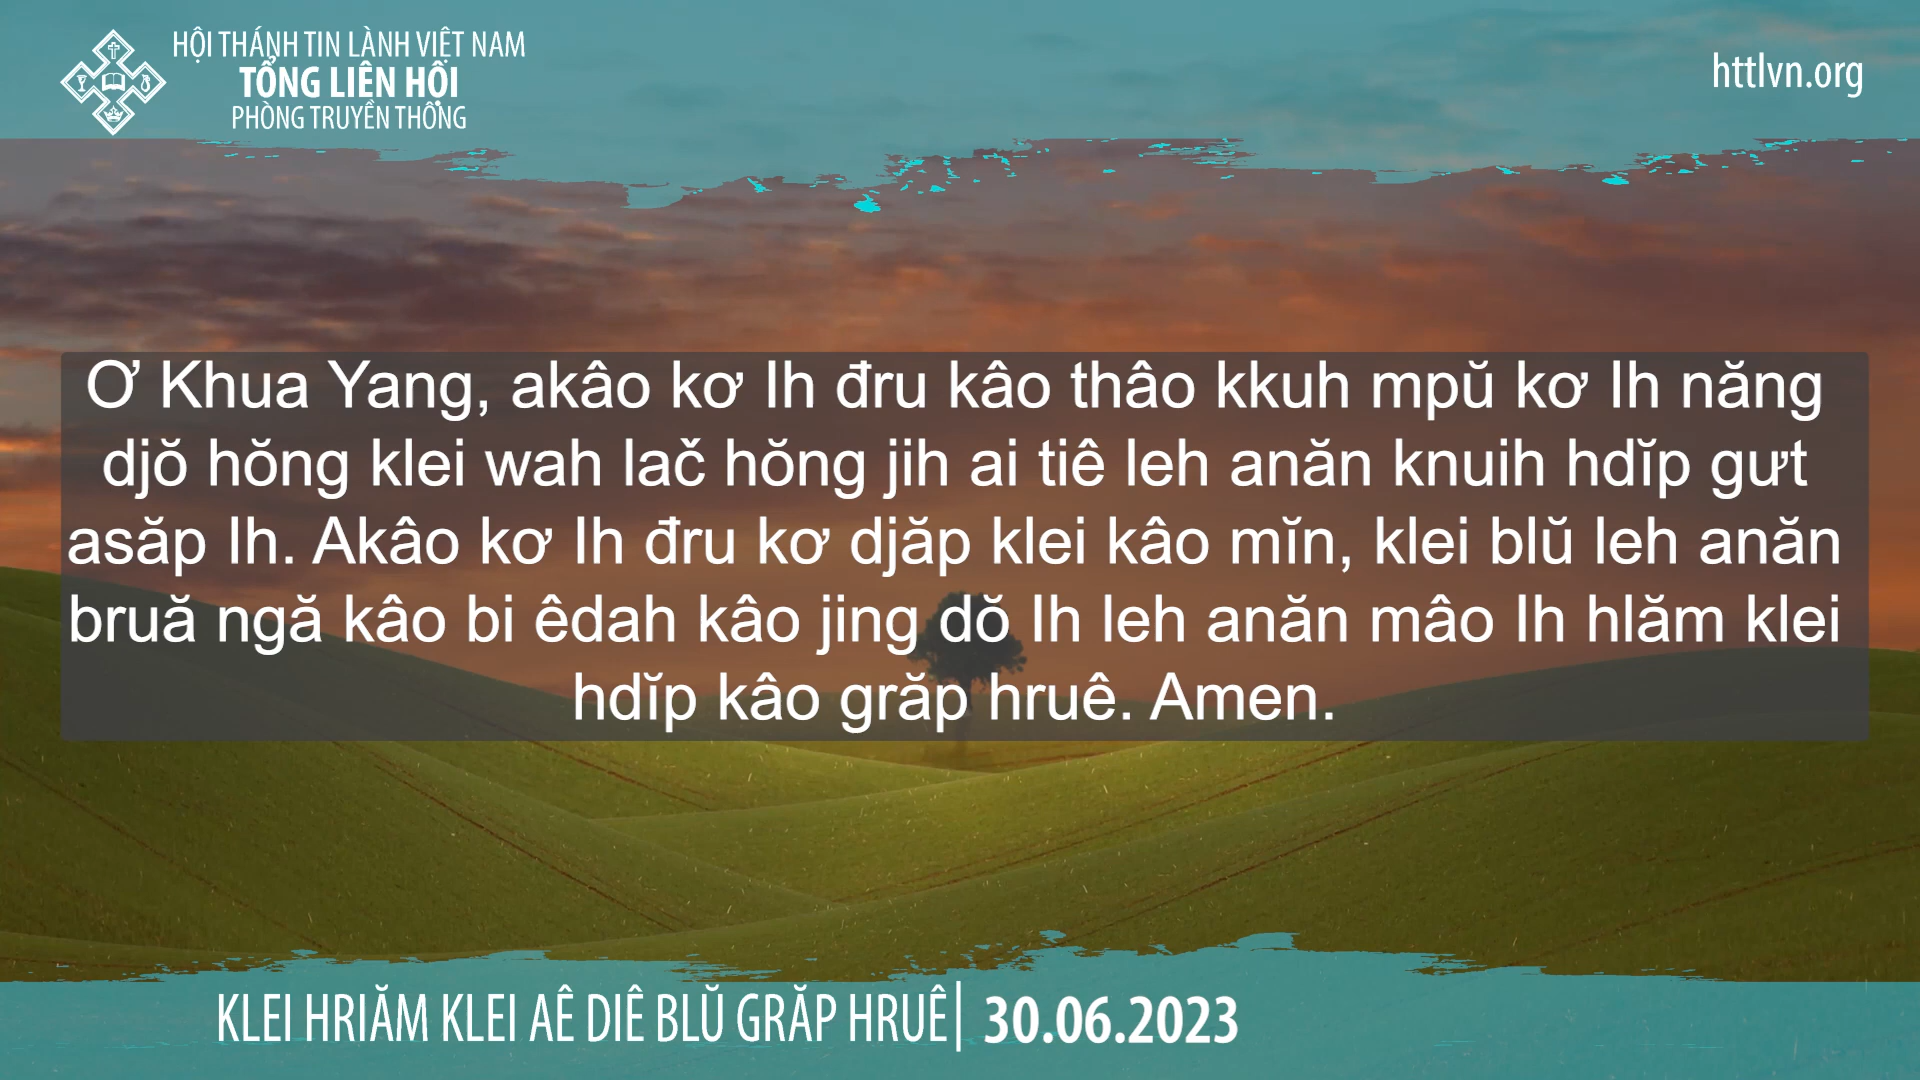 HỘI THÁNH TIN LÀNH VIỆT NAM
TỔNG LIÊN HỘI
PHÒNG TRUYỀN THÔNG
httlvn.org
Ơ Khua Yang, akâo kơ Ih đru kâo thâo kkuh mpŭ kơ Ih năng
djŏ hŏng klei wah lač hŏng jih ai tiê leh anăn knuih hdĭp gưt
asăp Ih. Akâo kơ Ih đru kơ djăp klei kâo mĭn, klei blŭ leh anăn
bruă ngă kâo bi êdah kâo jing dŏ Ih leh anăn mâo Ih hlăm klei
hdĭp kâo grăp hruê. Amen.
KLEI HRIĂM KLEI AÊ DIÊ BLŬ GRĂP HRUÊ| 30.06.2023